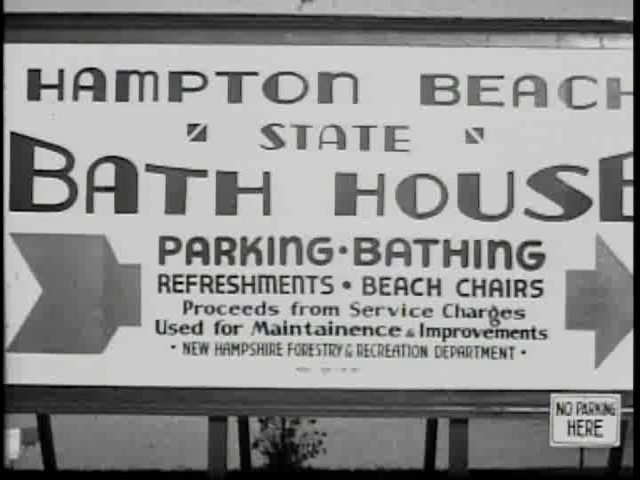 HAMPTON BEACH
STATE
BATH HOUSE
PARKING · BATHING
REFRESHMENTS • BEACH CHAIRS
Proceeds from Service Charges
Used for Maintainence & Improvements
• NEW HAMPSHIRE FORESTRY & RECREATION DEPARTMENT •
NO PARKING
HERE